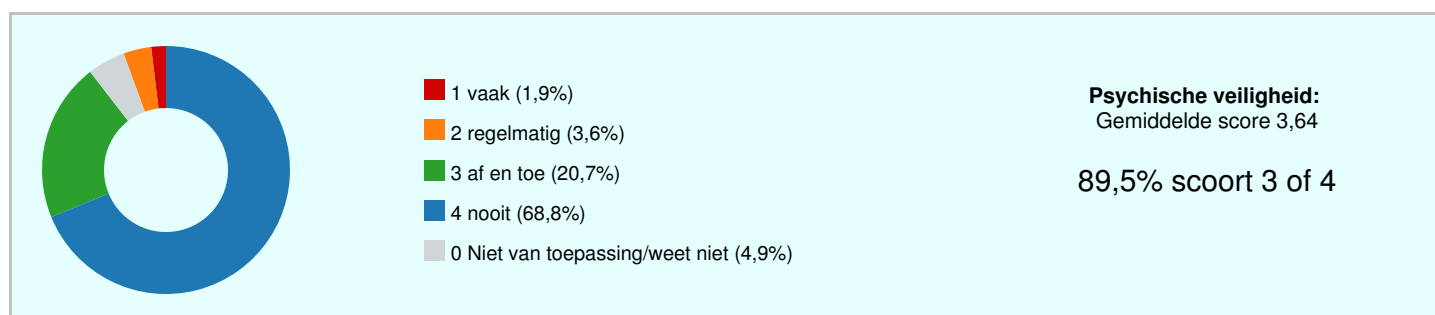 1 vaak (1,9%)
2 regelmatig (3,6%)
3 af en toe (20,7%)
4 nooit (68,8%)
0 Niet van toepassing/weet niet (4,9%)
Psychische veiligheid:
Gemiddelde score 3,64
89,5% scoort 3 of 4